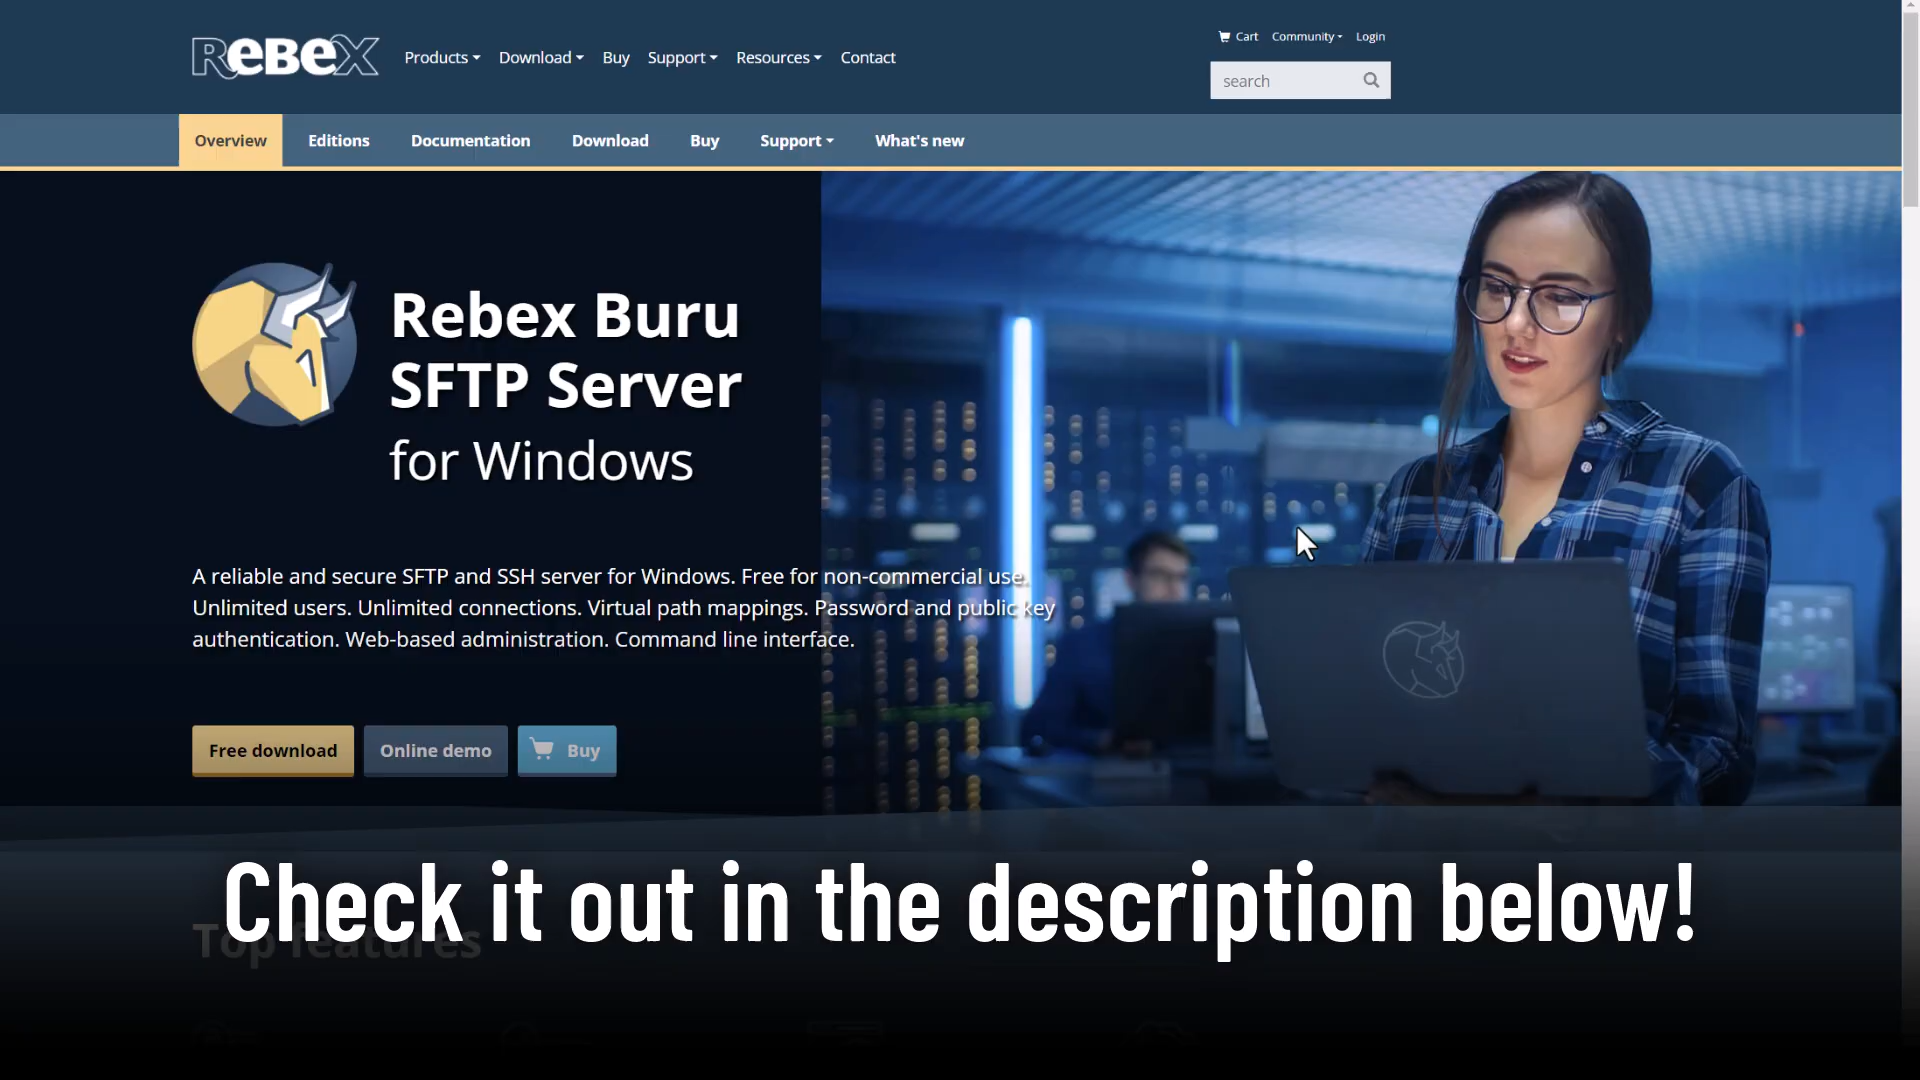 ReBeX
Products Download Buy Support Resources Contact
Cart Community Login
search
Overview Editions Documentation Download Buy Support What's new
Rebex Buru
SFTP Server
for Windows
A reliable and secure SFTP and SSH server for Windows. Free for non-commercial use.
Unlimited users. Unlimited connections. Virtual path mappings. Password and public key
authentication. Web-based administration. Command line interface.
Free download Online demo Buy
Check it out in the description below!
Top features